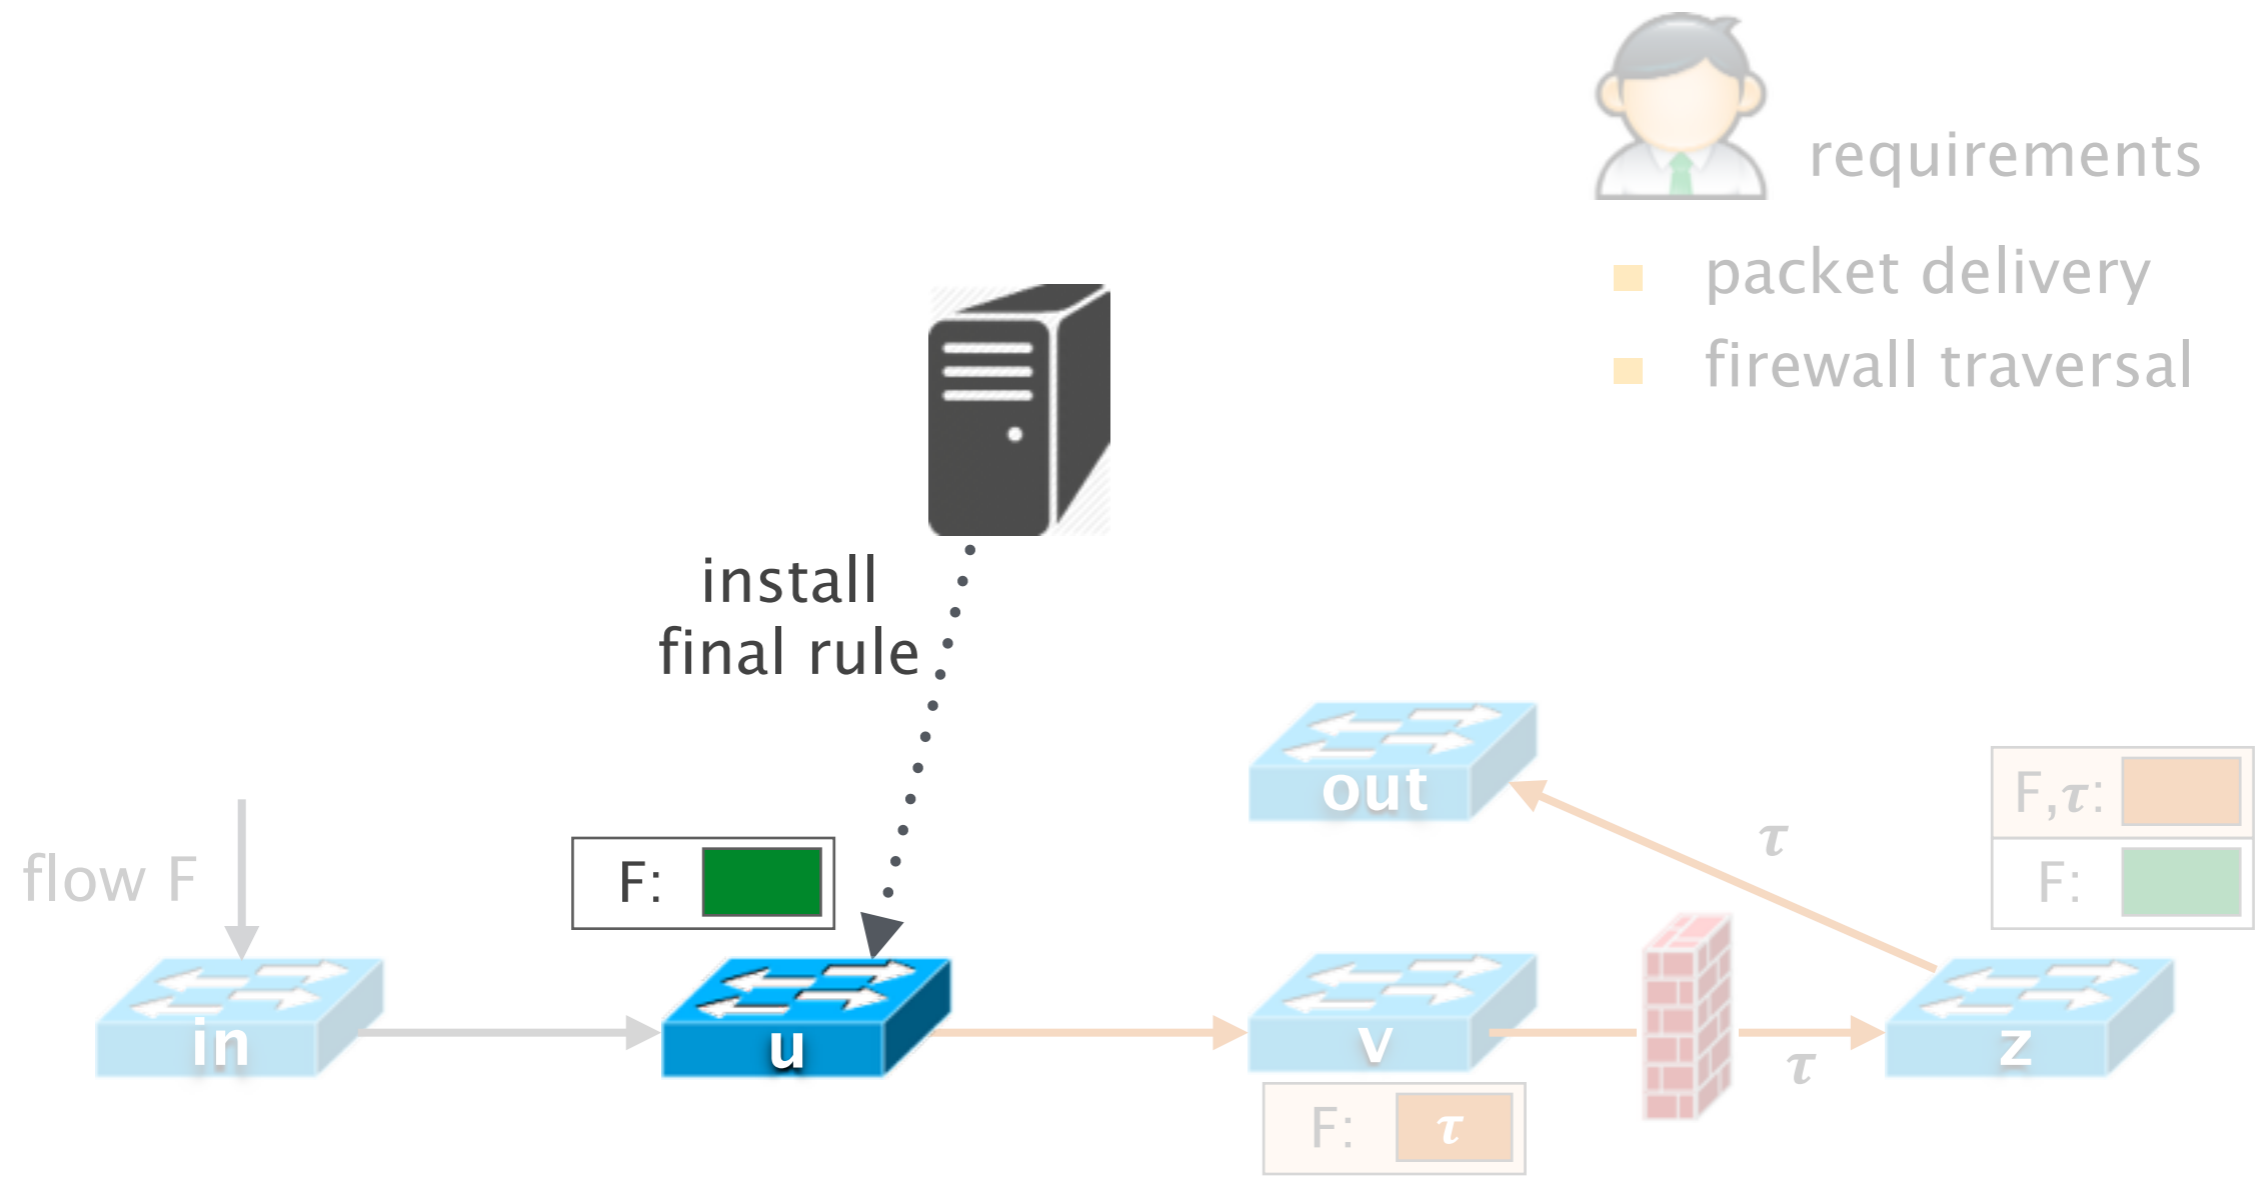 requirements
packet delivery
firewall traversal
install
final rule
out
F,τ:
τ
flow F
F:
F:
in
u
v
τ
z
F: τ